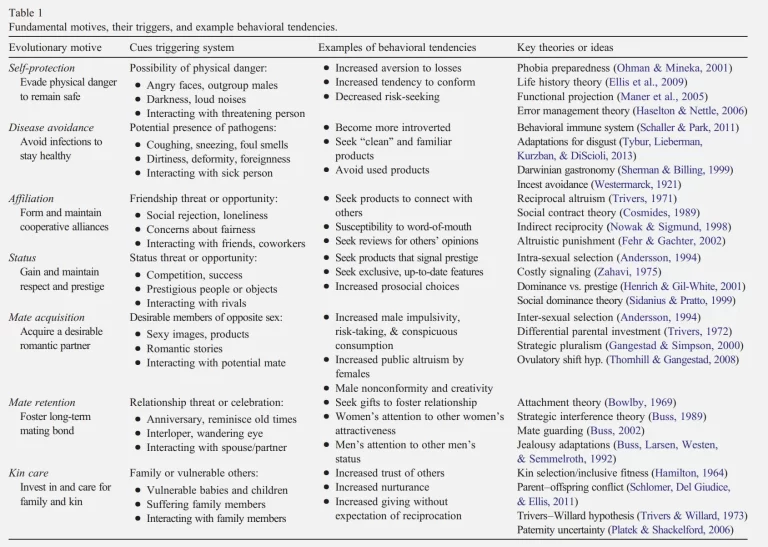 Table 1
Fundamental motives, their triggers, and example behavioral tendencies.
Evolutionary motive Cues triggering system Examples of behavioral tendencies Key theories or ideas
Self-protection Possibility of physical danger: ● Increased aversion to losses Phobia preparedness (Ohman & Mineka, 2001)
Evade physical danger ● Angry faces, outgroup males ● Increased tendency to conform Life history theory (Ellis et al., 2009)
to remain safe ● Darkness, loud noises ● Decreased risk-seeking Functional projection (Maner et al., 2005)
● Interacting with threatening person Error management theory (Haselton & Nettle, 2006)
Disease avoidance Potential presence of pathogens: ● Become more introverted Behavioral immune system (Schaller & Park, 2011)
Avoid infections to ● Coughing, sneezing, foul smells ● Seek “clean” and familiar Adaptations for disgust (Tybur, Lieberman,
stay healthy ● Dirtiness, deformity, foreignness products Kurzban, & DiScioli, 2013)
● Interacting with sick person ● Avoid used products Darwinian gastronomy (Sherman & Billing, 1999)
Incest avoidance (Westermarck, 1921)
Affiliation Friendship threat or opportunity: ● Seek products to connect with Reciprocal altruism (Trivers, 1971)
Form and maintain ● Social rejection, loneliness others Social contract theory (Cosmides, 1989)
cooperative alliances ● Concerns about fairness ● Susceptibility to word-of-mouth Indirect reciprocity (Nowak & Sigmund, 1998)
● Interacting with friends, coworkers ● Seek reviews for others’ opinions Altruistic punishment (Fehr & Gachter, 2002)
Status Status threat or opportunity: ● Seek products that signal prestige Intra-sexual selection (Andersson, 1994)
Gain and maintain ● Competition, success ● Seek exclusive, up-to-date features Costly signaling (Zahavi, 1975)
respect and prestige ● Prestigious people or objects ● Increased prosocial choices Dominance vs. prestige (Henrich & Gil-White, 2001)
● Interacting with rivals Social dominance theory (Sidanius & Pratto, 1999)
Mate acquisition Desirable members of opposite sex: ● Increased male impulsivity, Inter-sexual selection (Andersson, 1994)
Acquire a desirable ● Sexy images, products risk-taking, & conspicuous Differential parental investment (Trivers, 1972)
romantic partner ● Romantic stories consumption Strategic pluralism (Gangestad & Simpson, 2000)
● Interacting with potential mate ● Increased public altruism by Ovulatory shift hyp. (Thornhill & Gangestad, 2008)
females
● Male nonconformity and creativity
Mate retention Relationship threat or celebration: ● Seek gifts to foster relationship Attachment theory (Bowlby, 1969)
Foster long-term ● Anniversary, reminisce old times ● Women’s attention to other women’s Strategic interference theory (Buss, 1989)
mating bond ● Interloper, wandering eye attractiveness Mate guarding (Buss, 2002)
● Interacting with spouse/partner ● Men’s attention to other men’s Jealousy adaptations (Buss, Larsen, Westen,
status & Semmelroth, 1992)
Kin care Family or vulnerable others: ● Increased trust of others Kin selection/inclusive fitness (Hamilton, 1964)
Invest in and care for ● Vulnerable babies and children ● Increased nurturance Parent–offspring conflict (Schlomer, Del Giudice,
family and kin ● Suffering family members ● Increased giving without & Ellis, 2011)
● Interacting with family members expectation of reciprocation Trivers–Willard hypothesis (Trivers & Willard, 1973)
Paternity uncertainty (Platek & Shackelford, 2006)